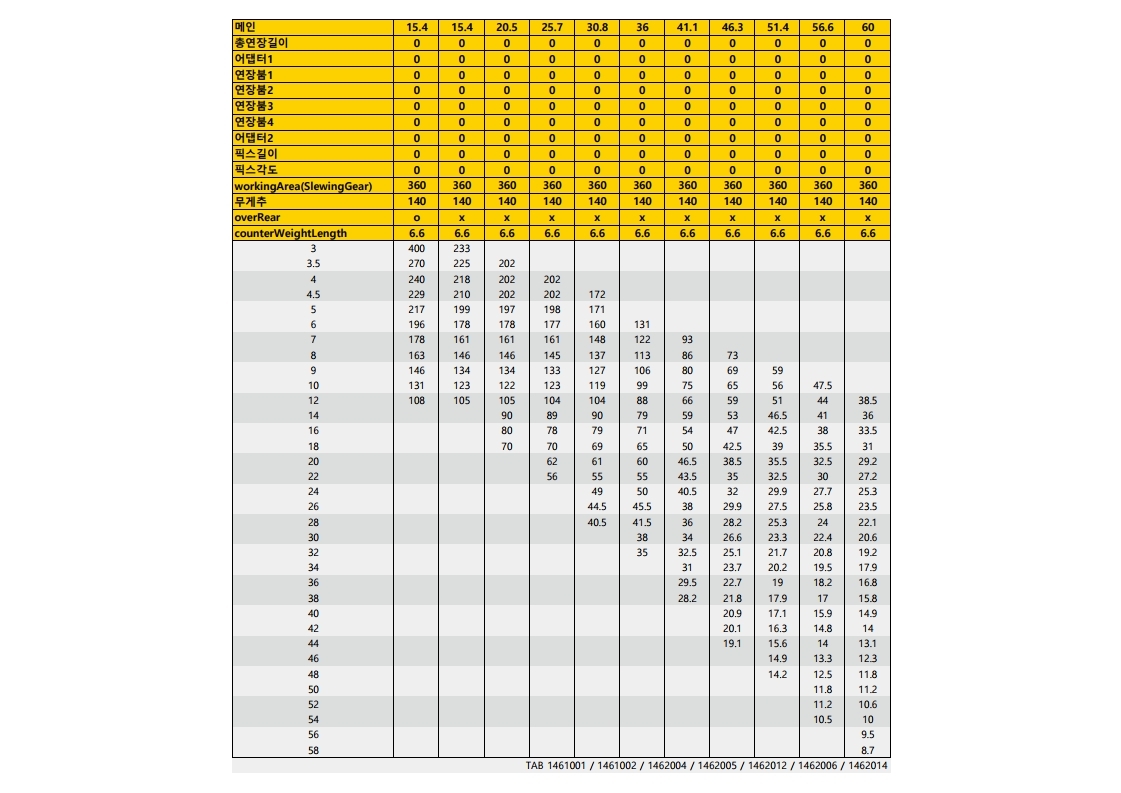 메인 15.4 15.4 20.5 25.7 30.8 36 41.1 46.3 51.4 56.6 60
총연장길이 0 0 0 0 0 0 0 0 0 0 0
어댑터1 0 0 0 0 0 0 0 0 0 0 0
연장붐1 0 0 0 0 0 0 0 0 0 0 0
연장붐2 0 0 0 0 0 0 0 0 0 0 0
연장붐3 0 0 0 0 0 0 0 0 0 0 0
연장붐4 0 0 0 0 0 0 0 0 0 0 0
어댑터2 0 0 0 0 0 0 0 0 0 0 0
픽스길이 0 0 0 0 0 0 0 0 0 0 0
픽스각도 0 0 0 0 0 0 0 0 0 0 0
workingArea(SlewingGear) 360 360 360 360 360 360 360 360 360 360 360
무게추 140 140 140 140 140 140 140 140 140 140 140
overRear o x x x x x x x x x x
counterWeightLength 6.6 6.6 6.6 6.6 6.6 6.6 6.6 6.6 6.6 6.6 6.6
3 400 233
3.5 270 225 202
4 240 218 202 202
4.5 229 210 202 202 172
5 217 199 197 198 171
6 196 178 178 177 160 131
7 178 161 161 161 148 122 93
8 163 146 146 145 137 113 86 73
9 146 134 134 133 127 106 80 69 59
10 131 123 122 123 119 99 75 65 56 47.5
12 108 105 105 104 104 88 66 59 51 44 38.5
14 90 89 90 79 59 53 46.5 41 36
16 80 78 79 71 54 47 42.5 38 33.5
18 70 70 69 65 50 42.5 39 35.5 31
20 62 61 60 46.5 38.5 35.5 32.5 29.2
22 56 55 55 43.5 35 32.5 30 27.2
24 49 50 40.5 32 29.9 27.7 25.3
26 44.5 45.5 38 29.9 27.5 25.8 23.5
28 40.5 41.5 36 28.2 25.3 24 22.1
30 38 34 26.6 23.3 22.4 20.6
32 35 32.5 25.1 21.7 20.8 19.2
34 31 23.7 20.2 19.5 17.9
36 29.5 22.7 19 18.2 16.8
38 28.2 21.8 17.9 17 15.8
40 20.9 17.1 15.9 14.9
42 20.1 16.3 14.8 14
44 19.1 15.6 14 13.1
46 14.9 13.3 12.3
48 14.2 12.5 11.8
50 11.8 11.2
52 11.2 10.6
54 10.5 10
56 9.5
58 8.7
TAB 1461001 / 1461002 / 1462004 / 1462005 / 1462012 / 1462006 / 1462014